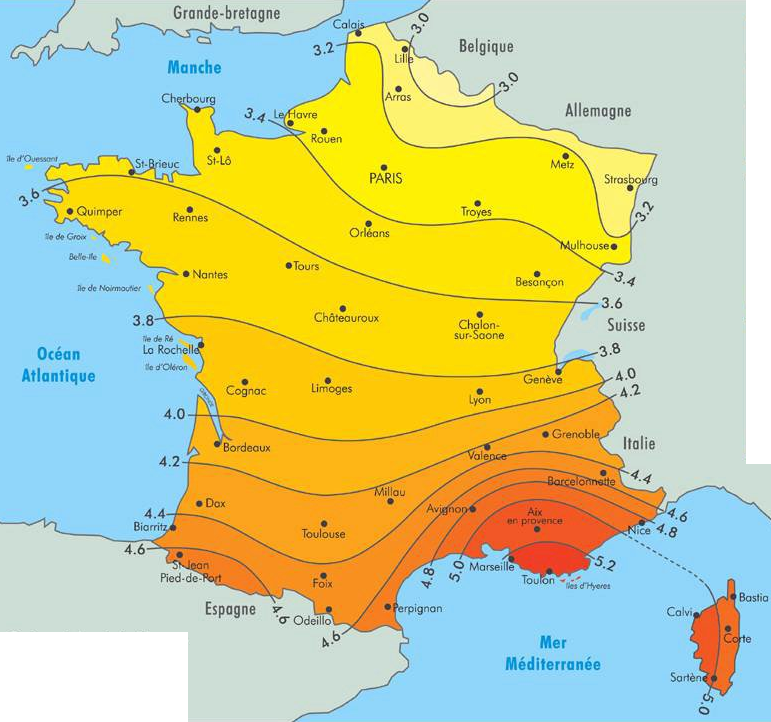 Grande-bretagne
Calais
3.0
3.2
Belgique
Lille
Manche
3.0
Arras
Cherbourg
Allemagne
3.4
Le Havre
Rouen
Ile d'Ouessant
St-Brieuc
St-Lô
Metz
PARIS
Strasbourg
3.6
Quimper
Rennes
Troyes
3.2
Ile de Groix
Orléans
Mulhouse
Belle-Ile
Tours
Nantes
Besançon
3.4
Ile de Noirmoutier
3.6
Châteauroux
3.8
Chalon-
sur-Saone
Suisse
Ile de Ré
La Rochelle
3.8
Océan
Atlantique
Ile d'Oléron
Genève
4.0
Cognac
Limoges
Lyon
4.2
GIRONDE
4.0
Grenoble
Italie
Bordeaux
Valence
4.2
4.4
Barcelonnette
Millau
Dax
Avignon
4.6
4.4
Aix
en provence
Biarritz
Toulouse
Nice
4.8
4.6
5.2
St-Jean
Pied-de-Port
Marseille
4.8
5.0
Foix
Toulon
Iles d'Hyeres
Espagne
4.6
Perpignan
Bastia
Calvi
Odeillo
4.6
Corte
Mer
Méditerranée
Sartène
5.0